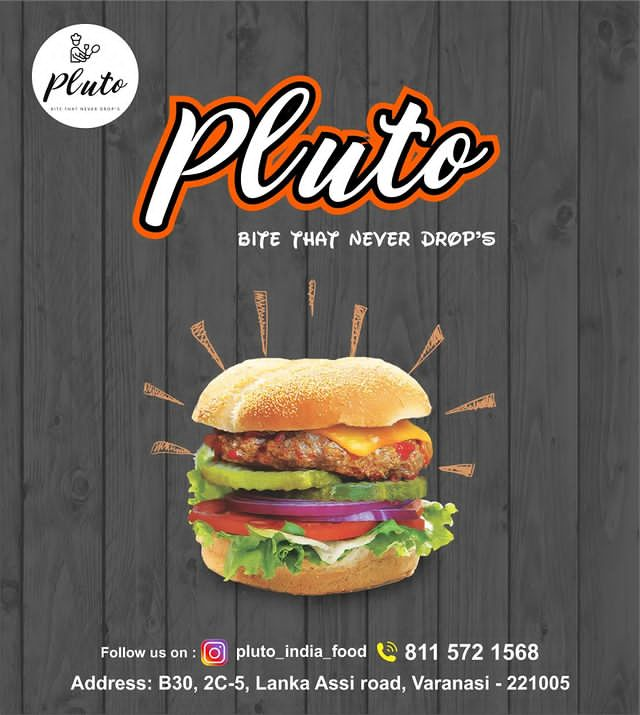 Pluto
BITE THAT NEVER DROP'S
Pluto
BITE THAT NEVER DRØP'S
Follow us on : pluto_india_food 811 572 1568
Address: B30, 2C-5, Lanka Assi road, Varanasi - 221005